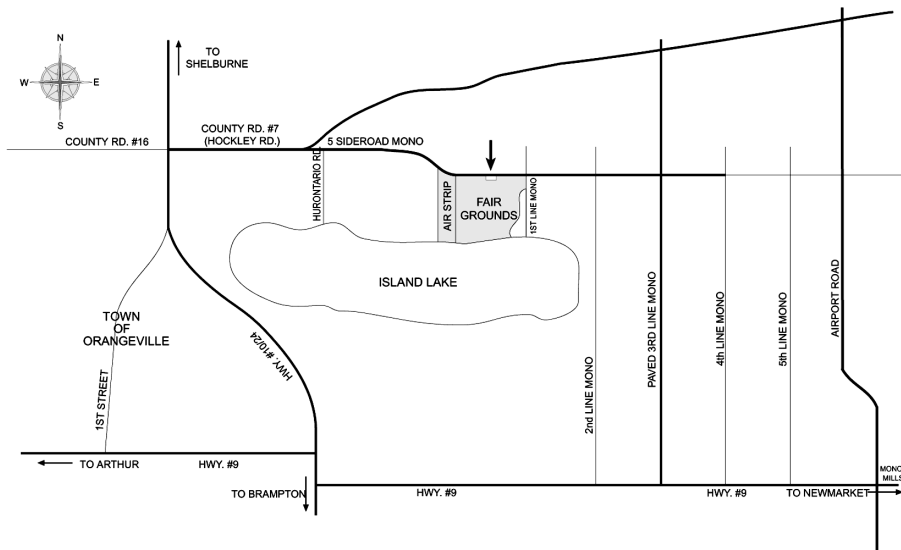 N
W
E
S
TO
SHELBURNE
COUNTY RD. #16
COUNTY RD. #7
(HOCKLEY RD.)
5 SIDEROAD MONO
HURONTARIO RD.
AIR STRIP
FAIR
GROUNDS
1ST LINE MONO
ISLAND LAKE
TOWN
OF
ORANGEVILLE
1ST STREET
HWY. #10/24
2nd LINE MONO
PAVED 3RD LINE MONO
4th LINE MONO
5th LINE MONO
AIRPORT ROAD
TO ARTHUR
HWY. #9
TO BRAMPTON
HWY. #9
HWY. #9
TO NEWMARKET
MONO
MILLS